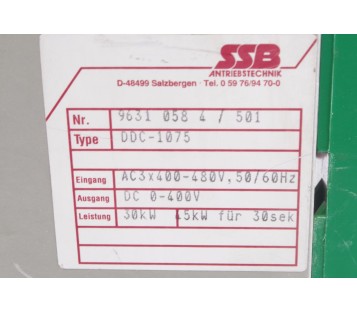 SSB
ANTRIEBSTECHNIK
D-48499 Salzbergen · Tel. 0 59 76/94 70-0
Nr. 9631 058 4 / 501
Type DDC-1075
Eingang AC3x400-480V, 50/60Hz
Ausgang DC 0-400V
Leistung 30kW 45kW für 30sek